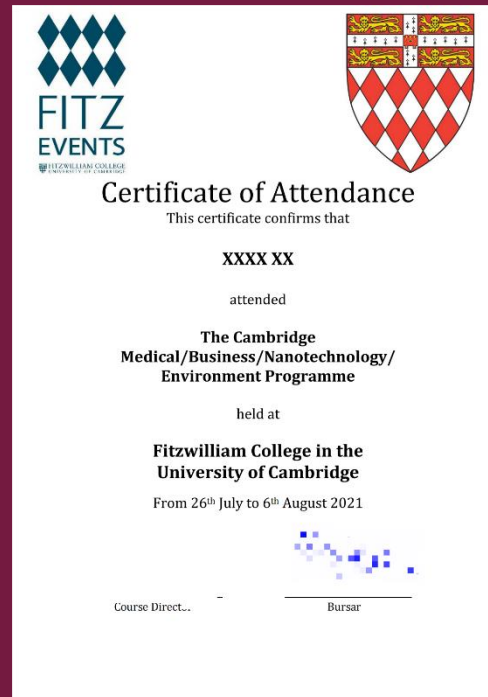 FITZ
EVENTS
FITZWILLIAM COLLEGE
UNIVERSITY OF CAMBRIDGE
Certificate of Attendance
This certificate confirms that
XXXX XX
attended
The Cambridge
Medical/Business/Nanotechnology/
Environment Programme
held at
Fitzwilliam College in the
University of Cambridge
From 26th July to 6th August 2021
Course
Bursar